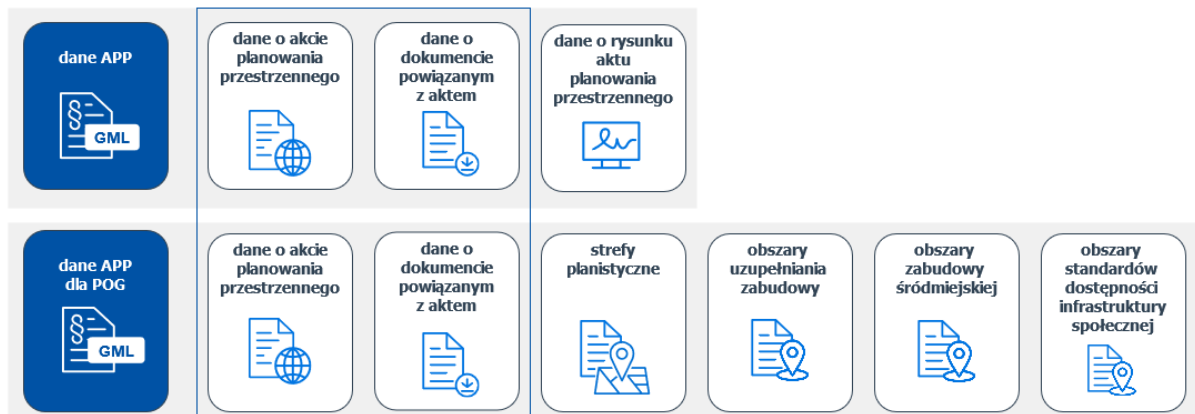 dane APP
§
GML
dane o akcie
planowania
przestrzennego
dane o
dokumencie
powiązanym
z aktem
dane o rysunku
aktu
planowania
przestrzennego
dane APP
dla POG
§
GML
dane o akcie
planowania
przestrzennego
dane o
dokumencie
powiązanym
z aktem
strefy
planistyczne
obszary
uzupełniania
zabudowy
obszary
zabudowy
śródmiejskiej
obszary
standardów
dostępności
infrastruktury
społecznej